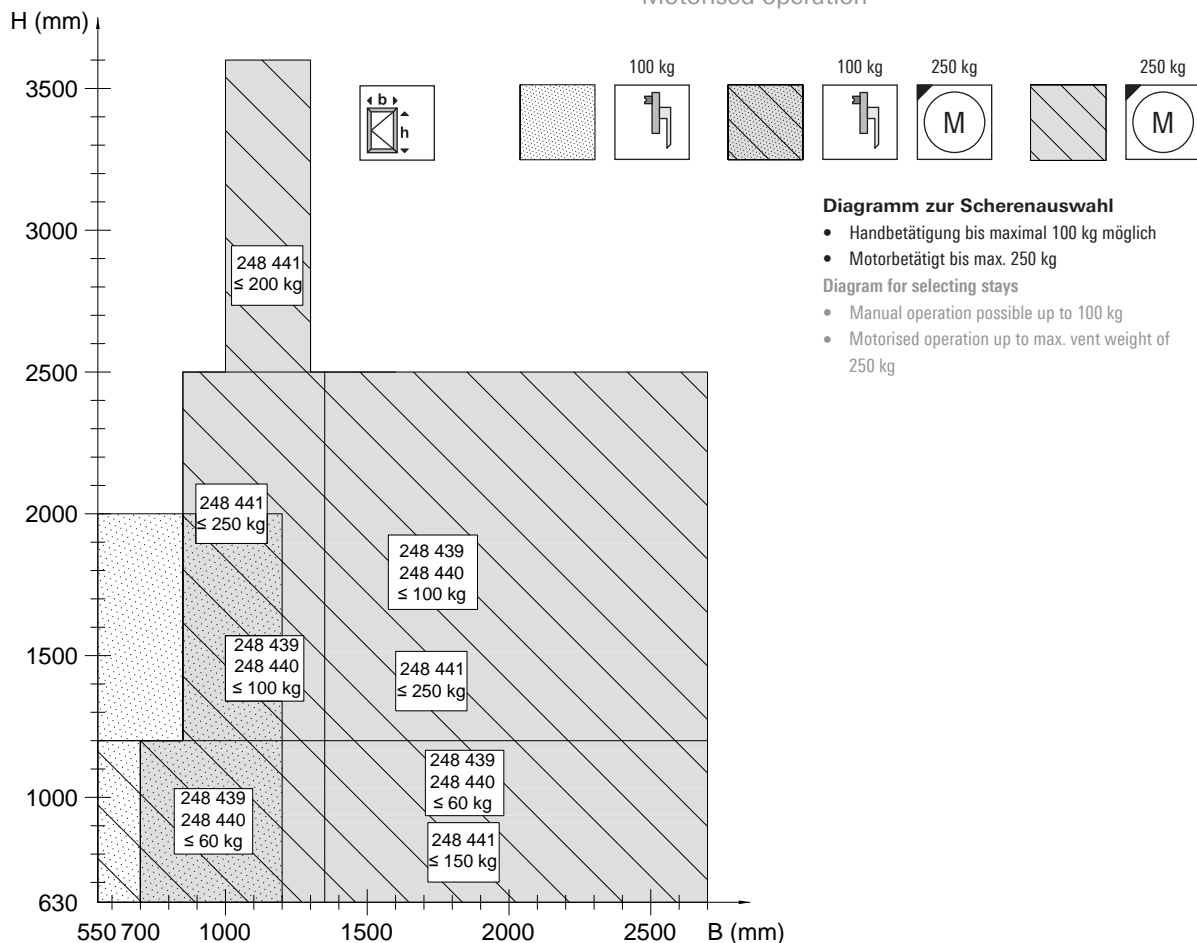 Motorised operation
H (mm)
100 kg
100 kg
250 kg
250 kg
3500
b
h
M
M
Diagramm zur Scherenauswahl
• Handbetätigung bis maximal 100 kg möglich
• Motorbetätigt bis max. 250 kg
Diagram for selecting stays
• Manual operation possible up to 100 kg
• Motorised operation up to max. vent weight of
250 kg
3000
248 441
≤ 200 kg
2500
2000
248 441
≤ 250 kg
248 439
248 440
≤ 100 kg
1500
248 439
248 440
≤ 100 kg
248 441
≤ 250 kg
1000
248 439
248 440
≤ 60 kg
248 439
248 440
≤ 60 kg
248 441
≤ 150 kg
630
550 700 1000 1500 2000 2500 B (mm)